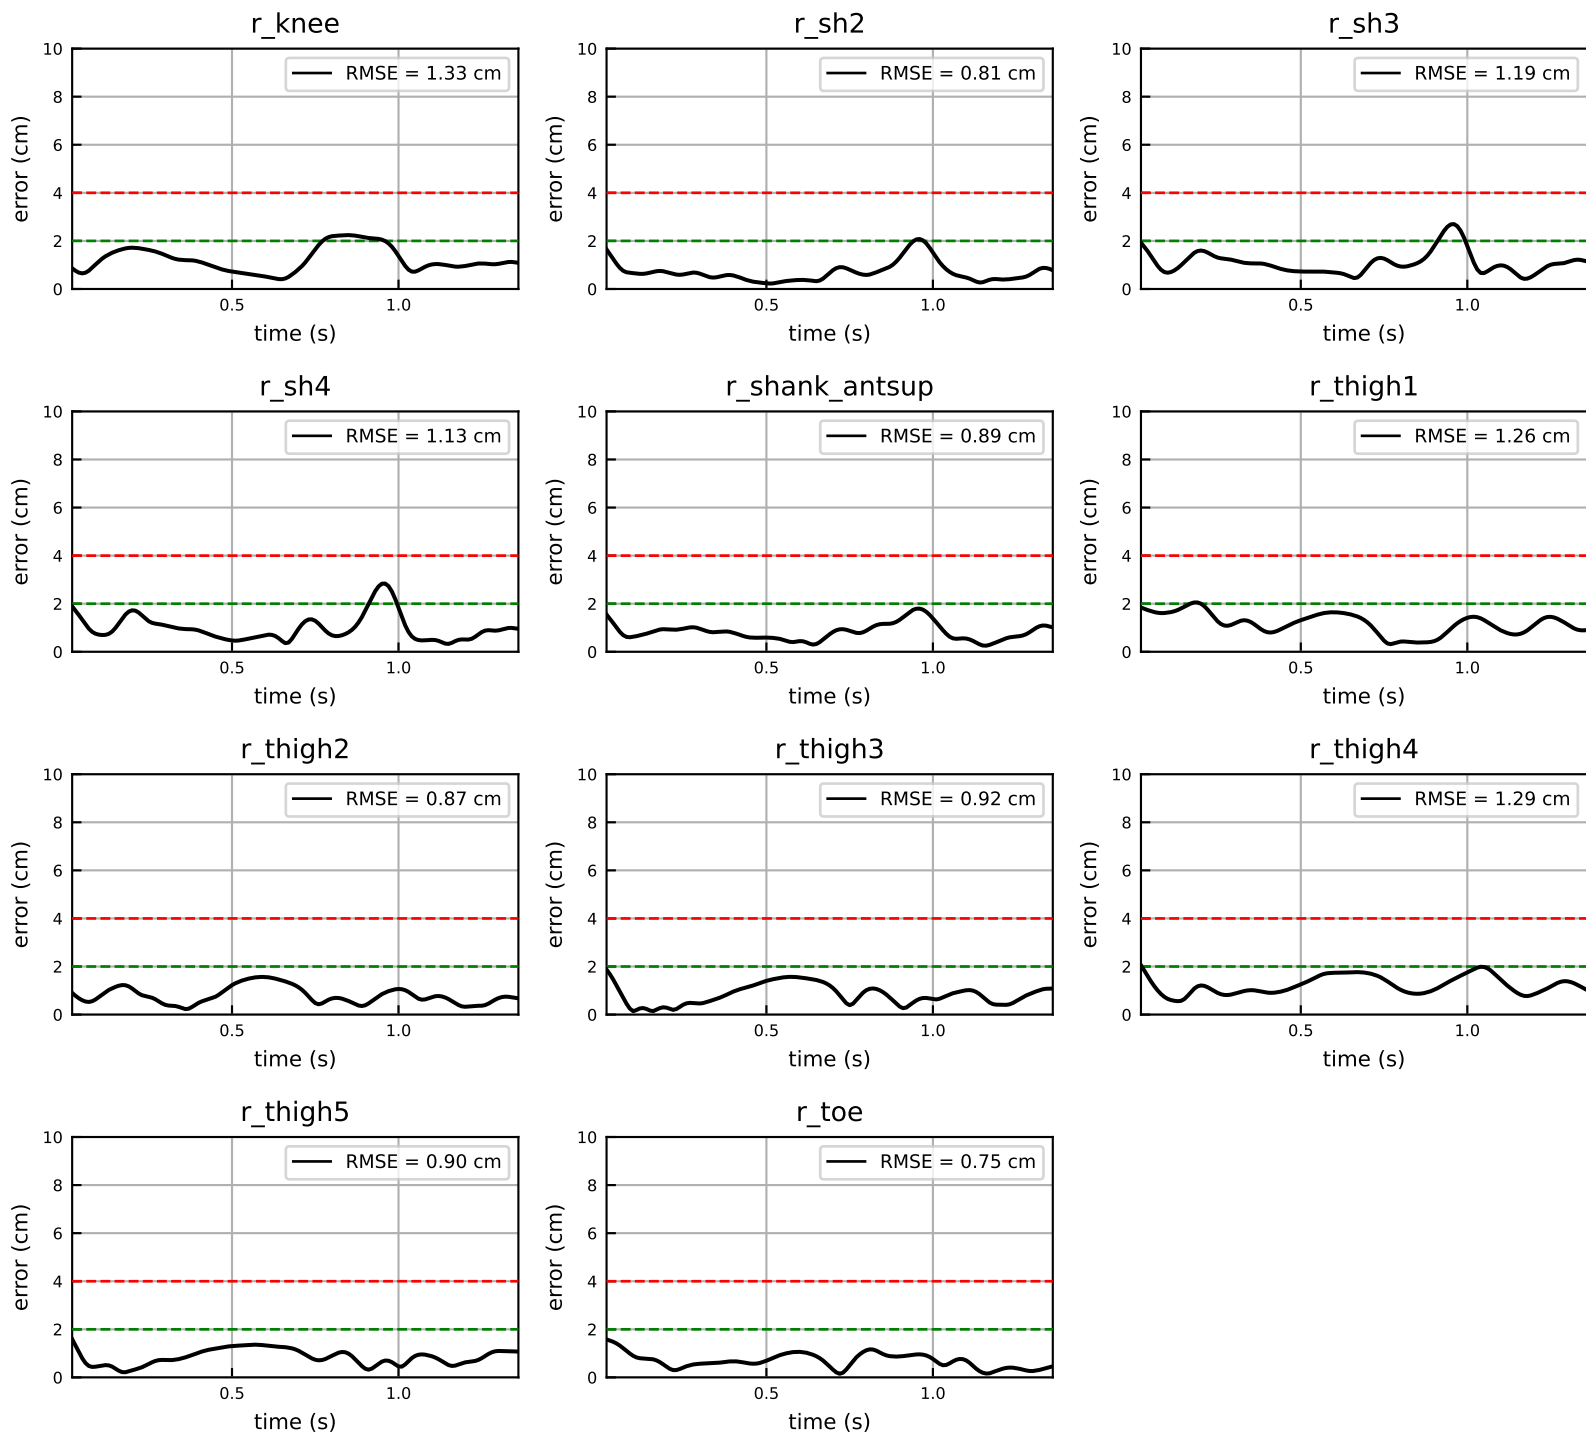 r_knee
RMSE = 1.33 cm
10
8
6
4
2
0
error (cm)
0.5
1.0
time (s)
r_sh2
RMSE = 0.81 cm
10
8
6
4
2
0
error (cm)
0.5
1.0
time (s)
r_sh3
RMSE = 1.19 cm
10
8
6
4
2
0
error (cm)
0.5
1.0
time (s)
r_sh4
RMSE = 1.13 cm
10
8
6
4
2
0
error (cm)
0.5
1.0
time (s)
r_shank_antsup
RMSE = 0.89 cm
10
8
6
4
2
0
error (cm)
0.5
1.0
time (s)
r_thigh1
RMSE = 1.26 cm
10
8
6
4
2
0
error (cm)
0.5
1.0
time (s)
r_thigh2
RMSE = 0.87 cm
10
8
6
4
2
0
error (cm)
0.5
1.0
time (s)
r_thigh3
RMSE = 0.92 cm
10
8
6
4
2
0
error (cm)
0.5
1.0
time (s)
r_thigh4
RMSE = 1.29 cm
10
8
6
4
2
0
error (cm)
0.5
1.0
time (s)
r_thigh5
RMSE = 0.90 cm
10
8
6
4
2
0
error (cm)
0.5
1.0
time (s)
r_toe
RMSE = 0.75 cm
10
8
6
4
2
0
error (cm)
0.5
1.0
time (s)